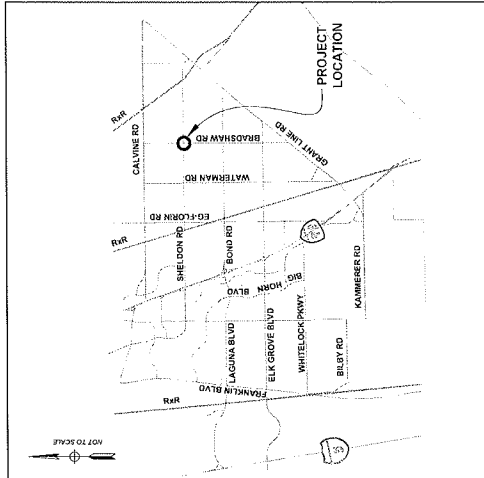 PROJECT
LOCATION
RxR
CALVINE RD
BRADSHAW RD
GRANT LINE RD
WATERMAN RD
EG-FLORIN RD
RxR
SHELDON RD
BOND RD
BIG HORN BLVD
KAMMERER RD
LAGUNA BLVD
ELK GROVE BLVD
WHITELOCK PKWY
BILBY RD
FRANKLIN BLVD
RxR
NOT TO SCALE